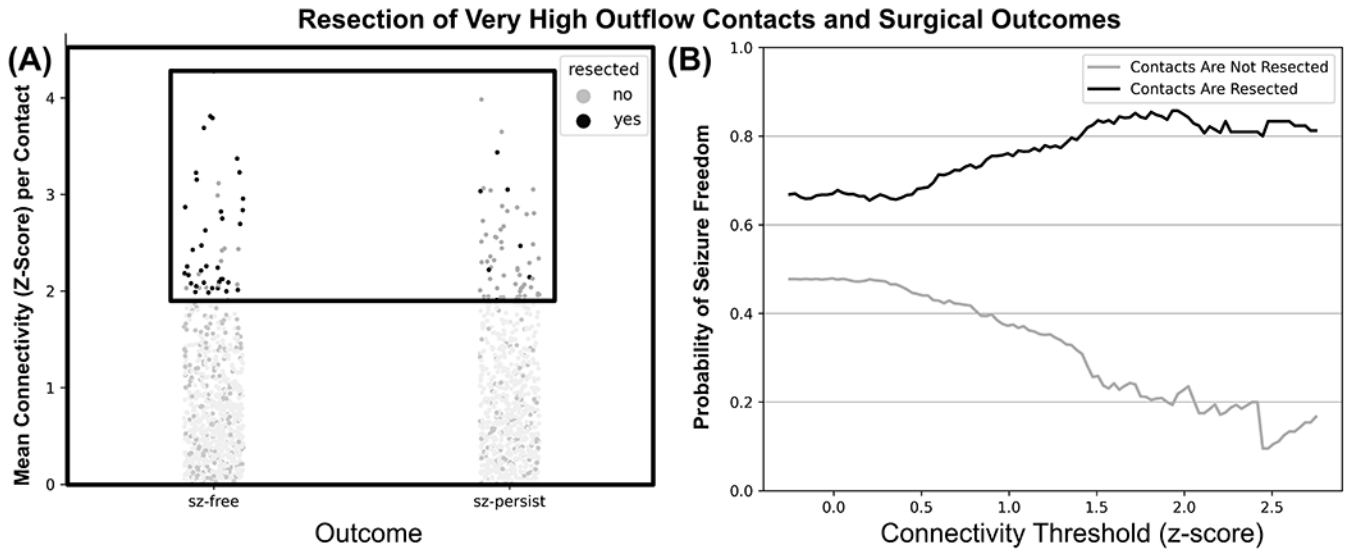 Resection of Very High Outflow Contacts and Surgical Outcomes
(A)
Mean Connectivity (Z-Score) per Contact
4
3
2
1
0
resected
no
yes
sz-free
sz-persist
Outcome
(B)
Probability of Seizure Freedom
1.0
0.8
0.6
0.4
0.2
0.0
Contacts Are Not Resected
Contacts Are Resected
0.0
0.5
1.0
1.5
2.0
2.5
Connectivity Threshold (z-score)